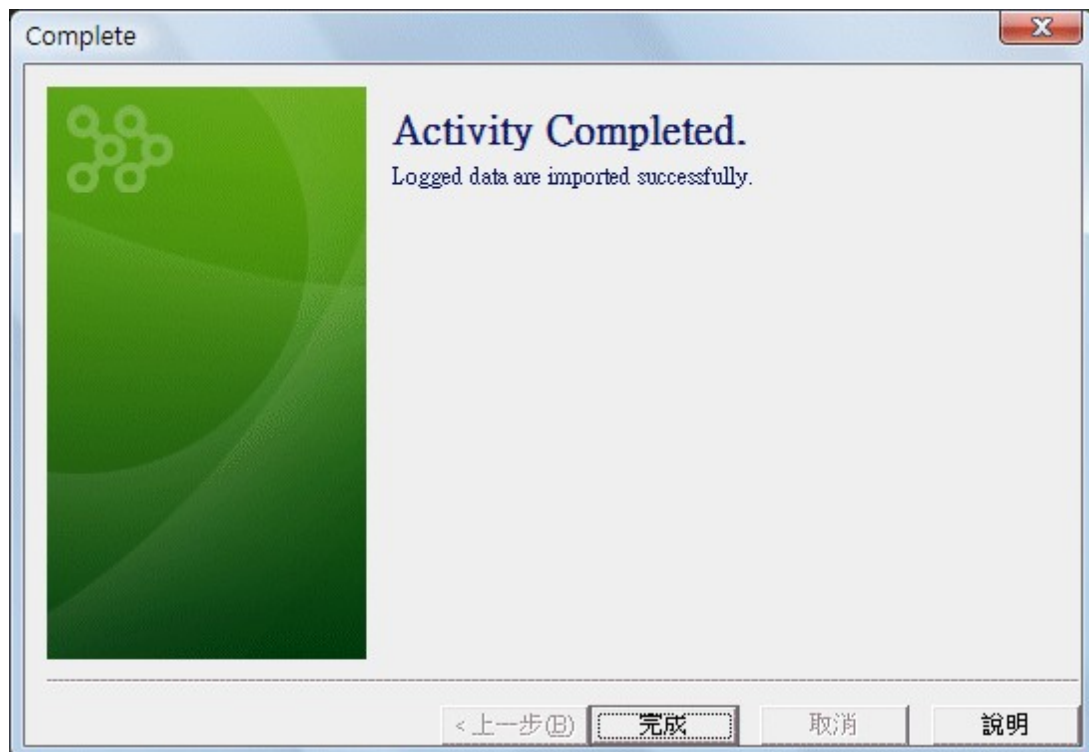 Complete
Activity Completed.
Logged data are imported successfully.
<上一步(B) 完成 取消 說明